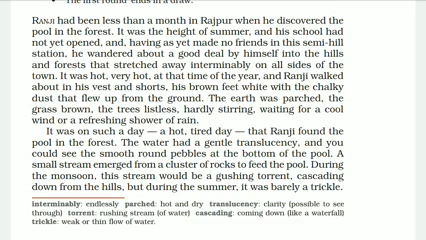 The first round ends in a draw.
RANJI had been less than a month in Rajpur when he discovered the
pool in the forest. It was the height of summer, and his school had
not yet opened, and, having as yet made no friends in this semi-hill
station, he wandered about a good deal by himself into the hills
and forests that stretched away interminably on all sides of the
town. It was hot, very hot, at that time of the year, and Ranji walked
about in his vest and shorts, his brown feet white with the chalky
dust that flew up from the ground. The earth was parched, the
grass brown, the trees listless, hardly stirring, waiting for a cool
wind or a refreshing shower of rain.
It was on such a day — a hot, tired day — that Ranji found the
pool in the forest. The water had a gentle translucency, and you
could see the smooth round pebbles at the bottom of the pool. A
small stream emerged from a cluster of rocks to feed the pool. During
the monsoon, this stream would be a gushing torrent, cascading
down from the hills, but during the summer, it was barely a trickle.
interminably: endlessly parched: hot and dry translucency: clarity (possible to see
through) torrent: rushing stream (of water) cascading: coming down (like a waterfall)
trickle: weak or thin flow of water.